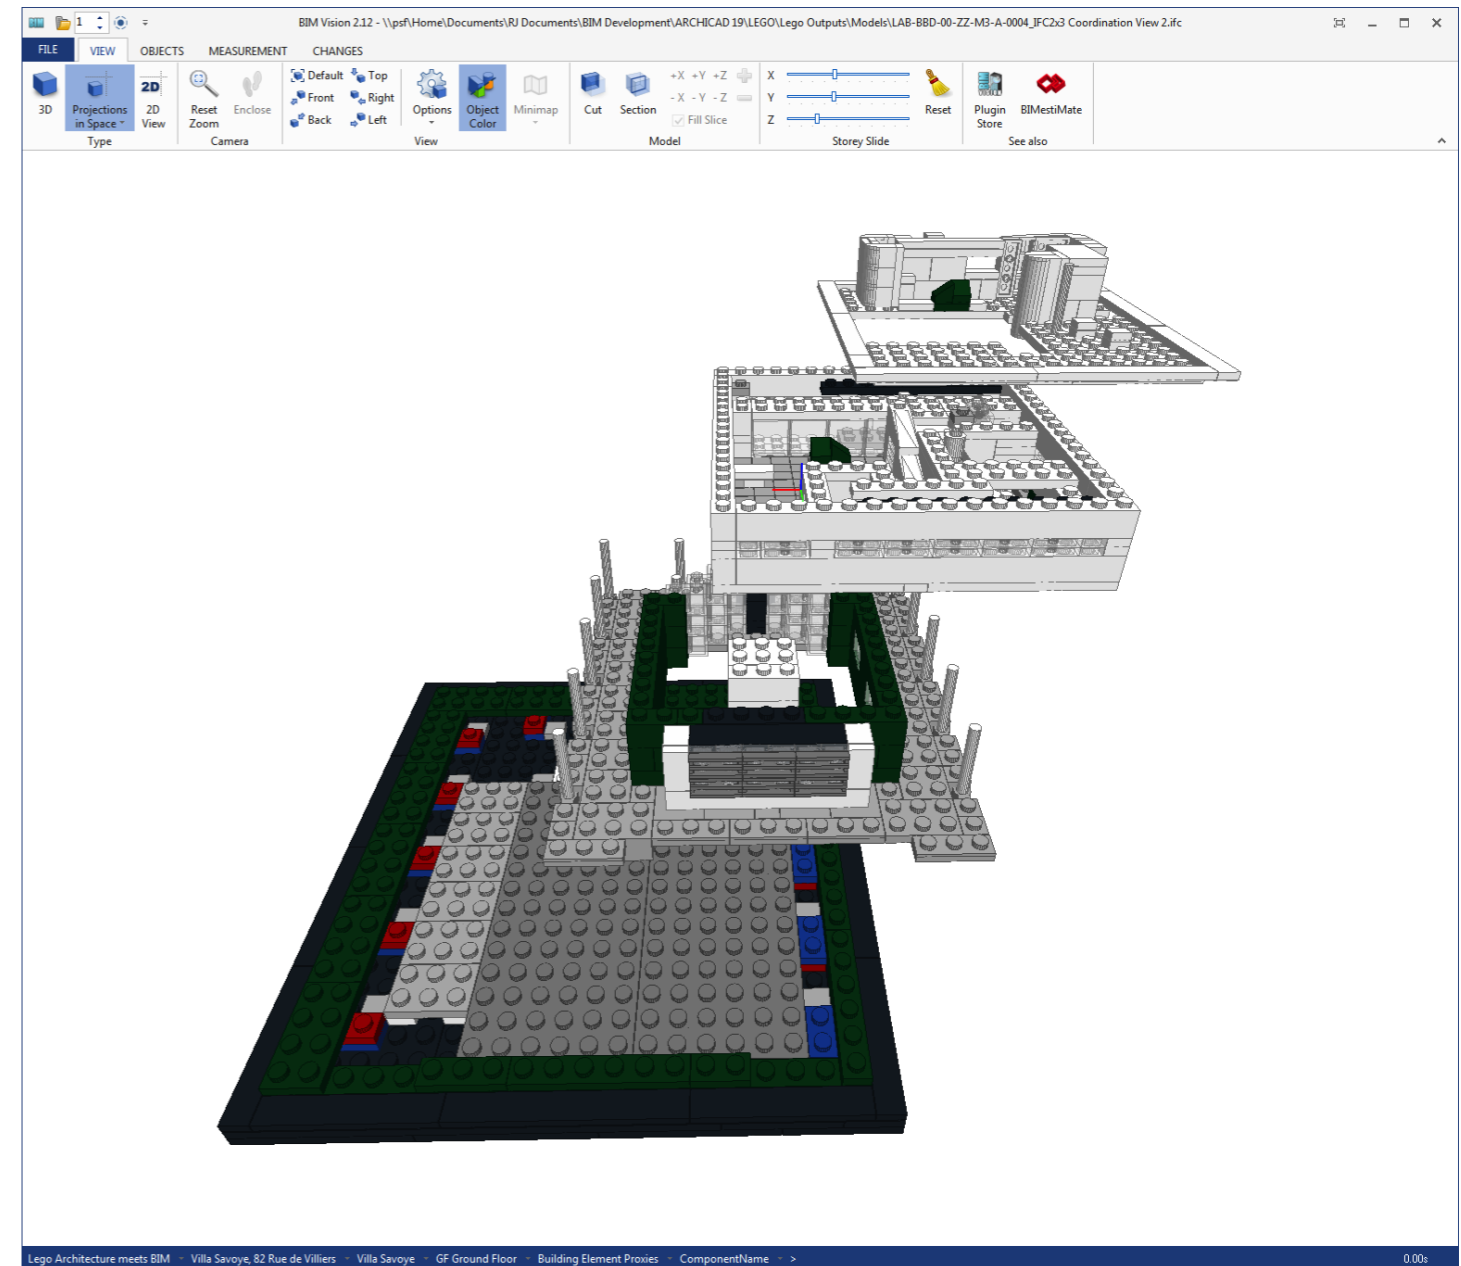 1
BIM Vision 2.12 - \\psf\Home\Documents\RJ Documents\BIM Development\ARCHICAD 19\LEGO\Lego Outputs\Models\LAB-BBD-00-ZZ-M3-A-0004_IFC2x3 Coordination View 2.ifc
FILE VIEW OBJECTS MEASUREMENT CHANGES
3D
Projections in Space
2D
2D View
Type
Reset Zoom
Enclose
Camera
Default Top
Front Right
Back Left
Options
Object Color
Minimap
View
Cut
Section
+X +Y +Z
-X -Y -Z
Fill Slice
Model
X
Y
Z
Reset
Storey Slide
Plugin Store
BIMestiMate
See also
Lego Architecture meets BIM Villa Savoye, 82 Rue de Villiers Villa Savoye GF Ground Floor Building Element Proxies ComponentName > 0.00s